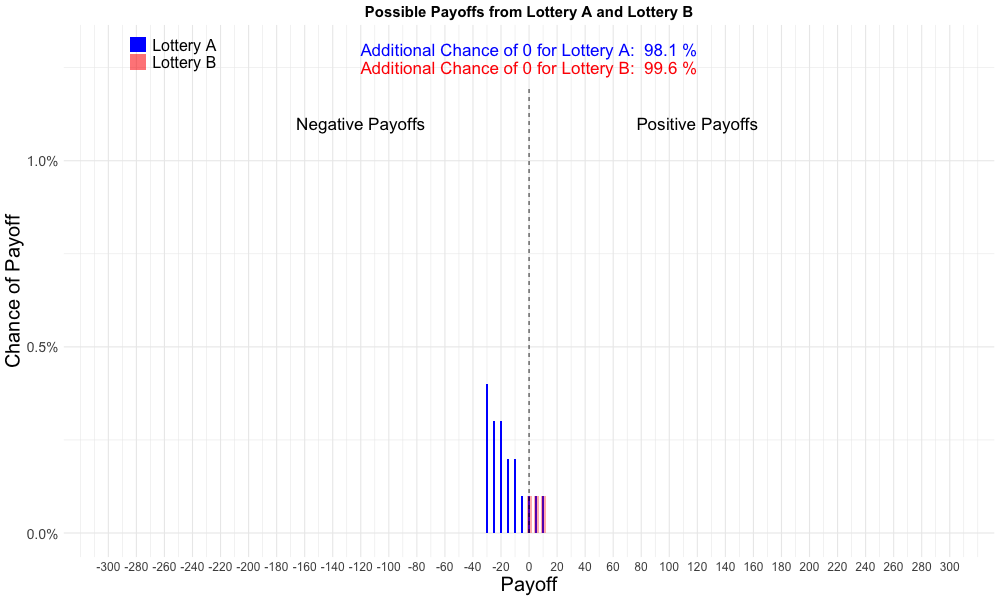 Possible Payoffs from Lottery A and Lottery B
Lottery A
Lottery B
Additional Chance of 0 for Lottery A:  98.1 %
Additional Chance of 0 for Lottery B:  99.6 %
Negative Payoffs
Positive Payoffs
Chance of Payoff
1.0%
0.5%
0.0%
-300 -280 -260 -240 -220 -200 -180 -160 -140 -120 -100 -80 -60 -40 -20 0 20 40 60 80 100 120 140 160 180 200 220 240 260 280 300
Payoff